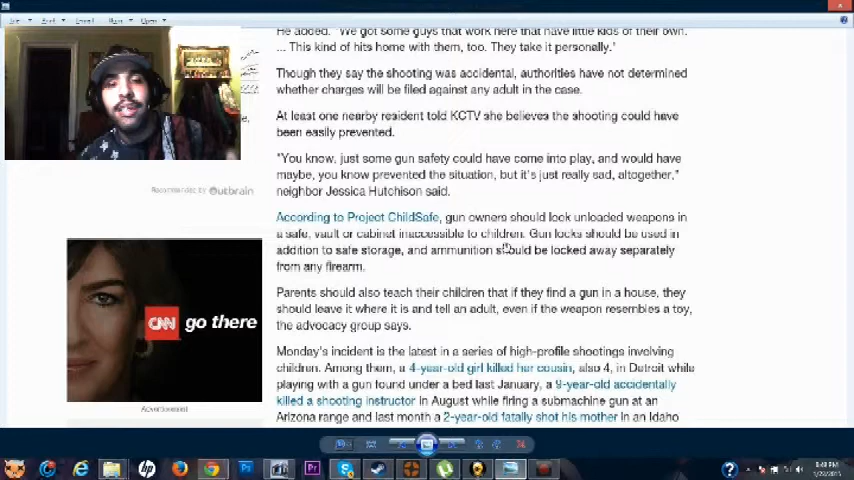 He added. "We got some guys that work here that have little kids of their own.
... This kind of hits home with them, too. They take it personally."
Though they say the shooting was accidental, authorities have not determined
whether charges will be filed against any adult in the case.
At least one nearby resident told KCTV she believes the shooting could have
been easily prevented.
"You know, just some gun safety could have come into play, and would have
maybe, you know prevented the situation, but it's just really sad, altogether,"
neighbor Jessica Hutchison said.
Recommended by Outbrain
According to Project ChildSafe, gun owners should lock unloaded weapons in
a safe, vault or cabinet inaccessible to children. Gun locks should be used in
addition to safe storage, and ammunition should be locked away separately
from any firearm.
CNN go there
Advertisement
Parents should also teach their children that if they find a gun in a house, they
should leave it where it is and tell an adult, even if the weapon resembles a toy,
the advocacy group says.
Monday's incident is the latest in a series of high-profile shootings involving
children. Among them, a 4-year-old girl killed her cousin, also 4, in Detroit while
playing with a gun found under a bed last January, a 9-year-old accidentally
killed a shooting instructor in August while firing a submachine gun at an
Arizona range and last month a 2-year-old fatally shot his mother in an Idaho
hp
Ps
Pr